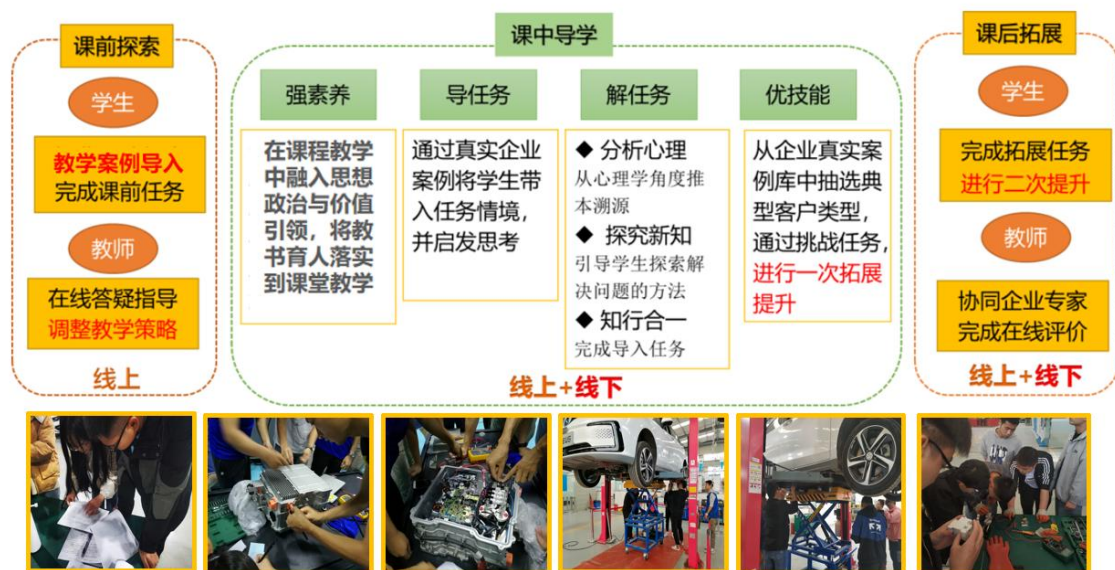 课前探索
学生
教学案例导入
完成课前任务
教师
在线答疑指导
调整教学策略
线上
课中导学
强素养
在课程教学
中融入思想
政治与价值
引领，将教
书育人落实
到课堂教学
导任务
通过真实企业
案例将学生带
入任务情境，
并启发思考
解任务
◆ 分析心理
从心理学角度推
本溯源
◆ 探究新知
引导学生探索解
决问题的方法
◆ 知行合一
完成导入任务
优技能
从企业真实案
例库中抽选典
型客户类型，
通过挑战任务，
进行一次拓展
提升
线上+线下
课后拓展
学生
完成拓展任务
进行二次提升
教师
协同企业专家
完成在线评价
线上+线下